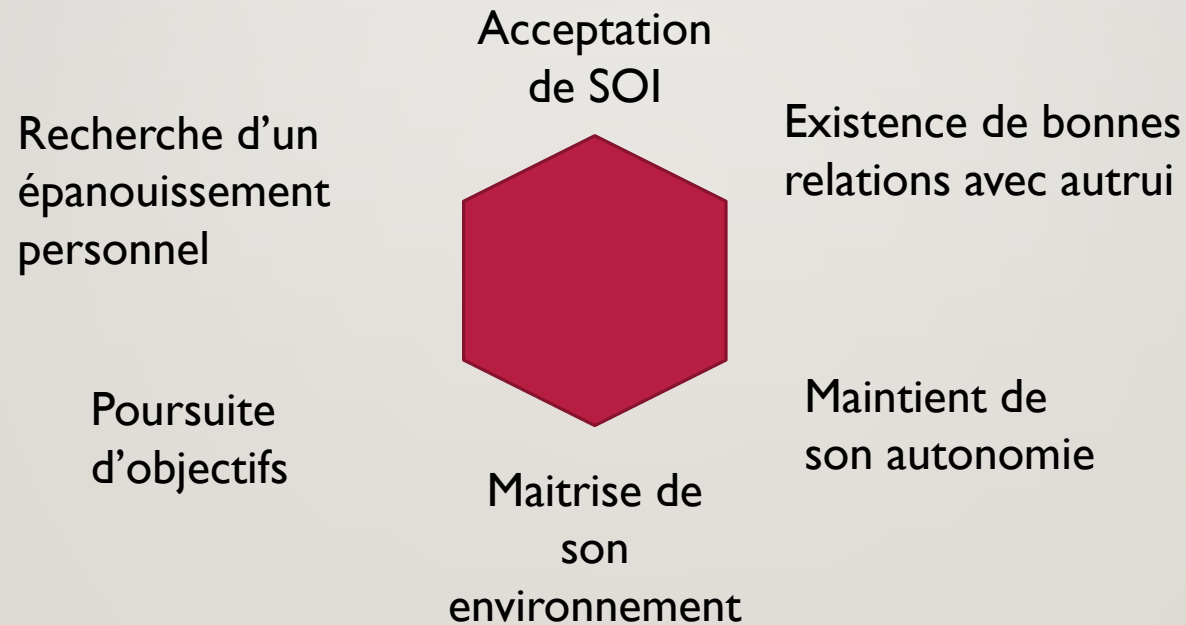 Acceptation
de SOI
Existence de bonnes
relations avec autrui
Maintient de
son autonomie
Maitrise de
son
environnement
Poursuite
d’objectifs
Recherche d’un
épanouissement
personnel